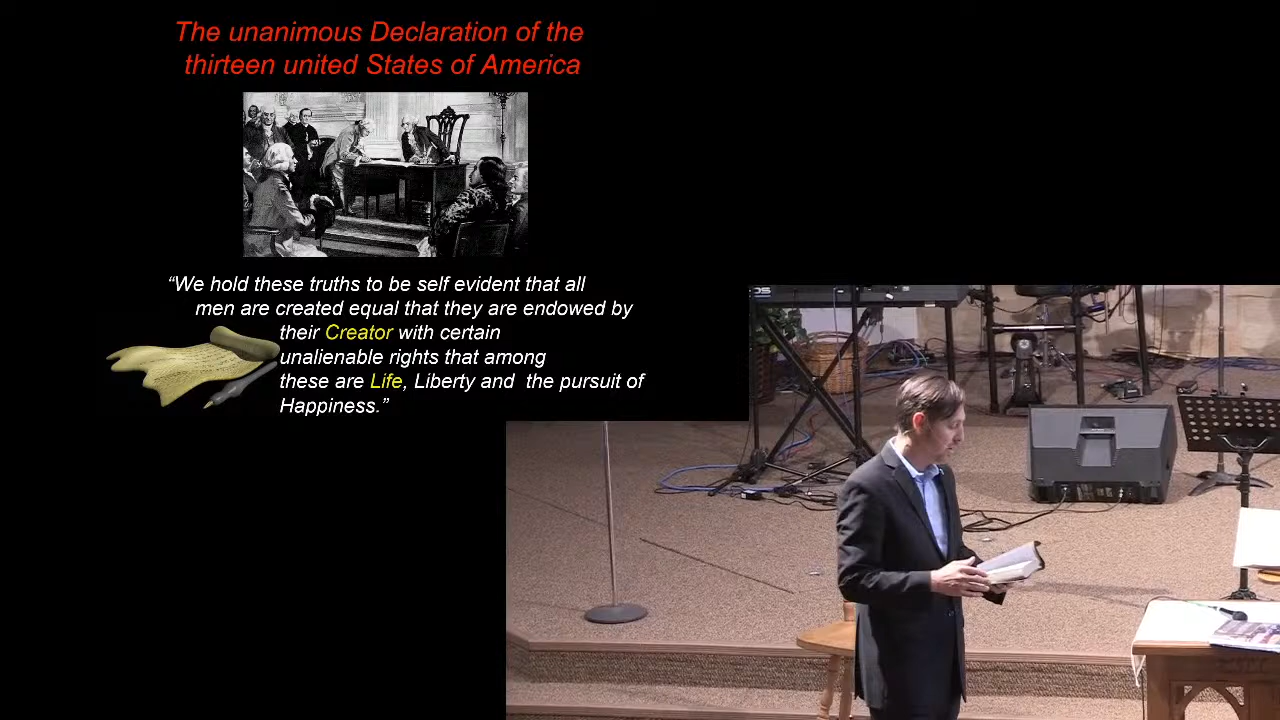 The unanimous Declaration of the
thirteen united States of America
“We hold these truths to be self evident that all
men are created equal that they are endowed by
their Creator with certain
unalienable rights that among
these are Life, Liberty and the pursuit of
Happiness.”